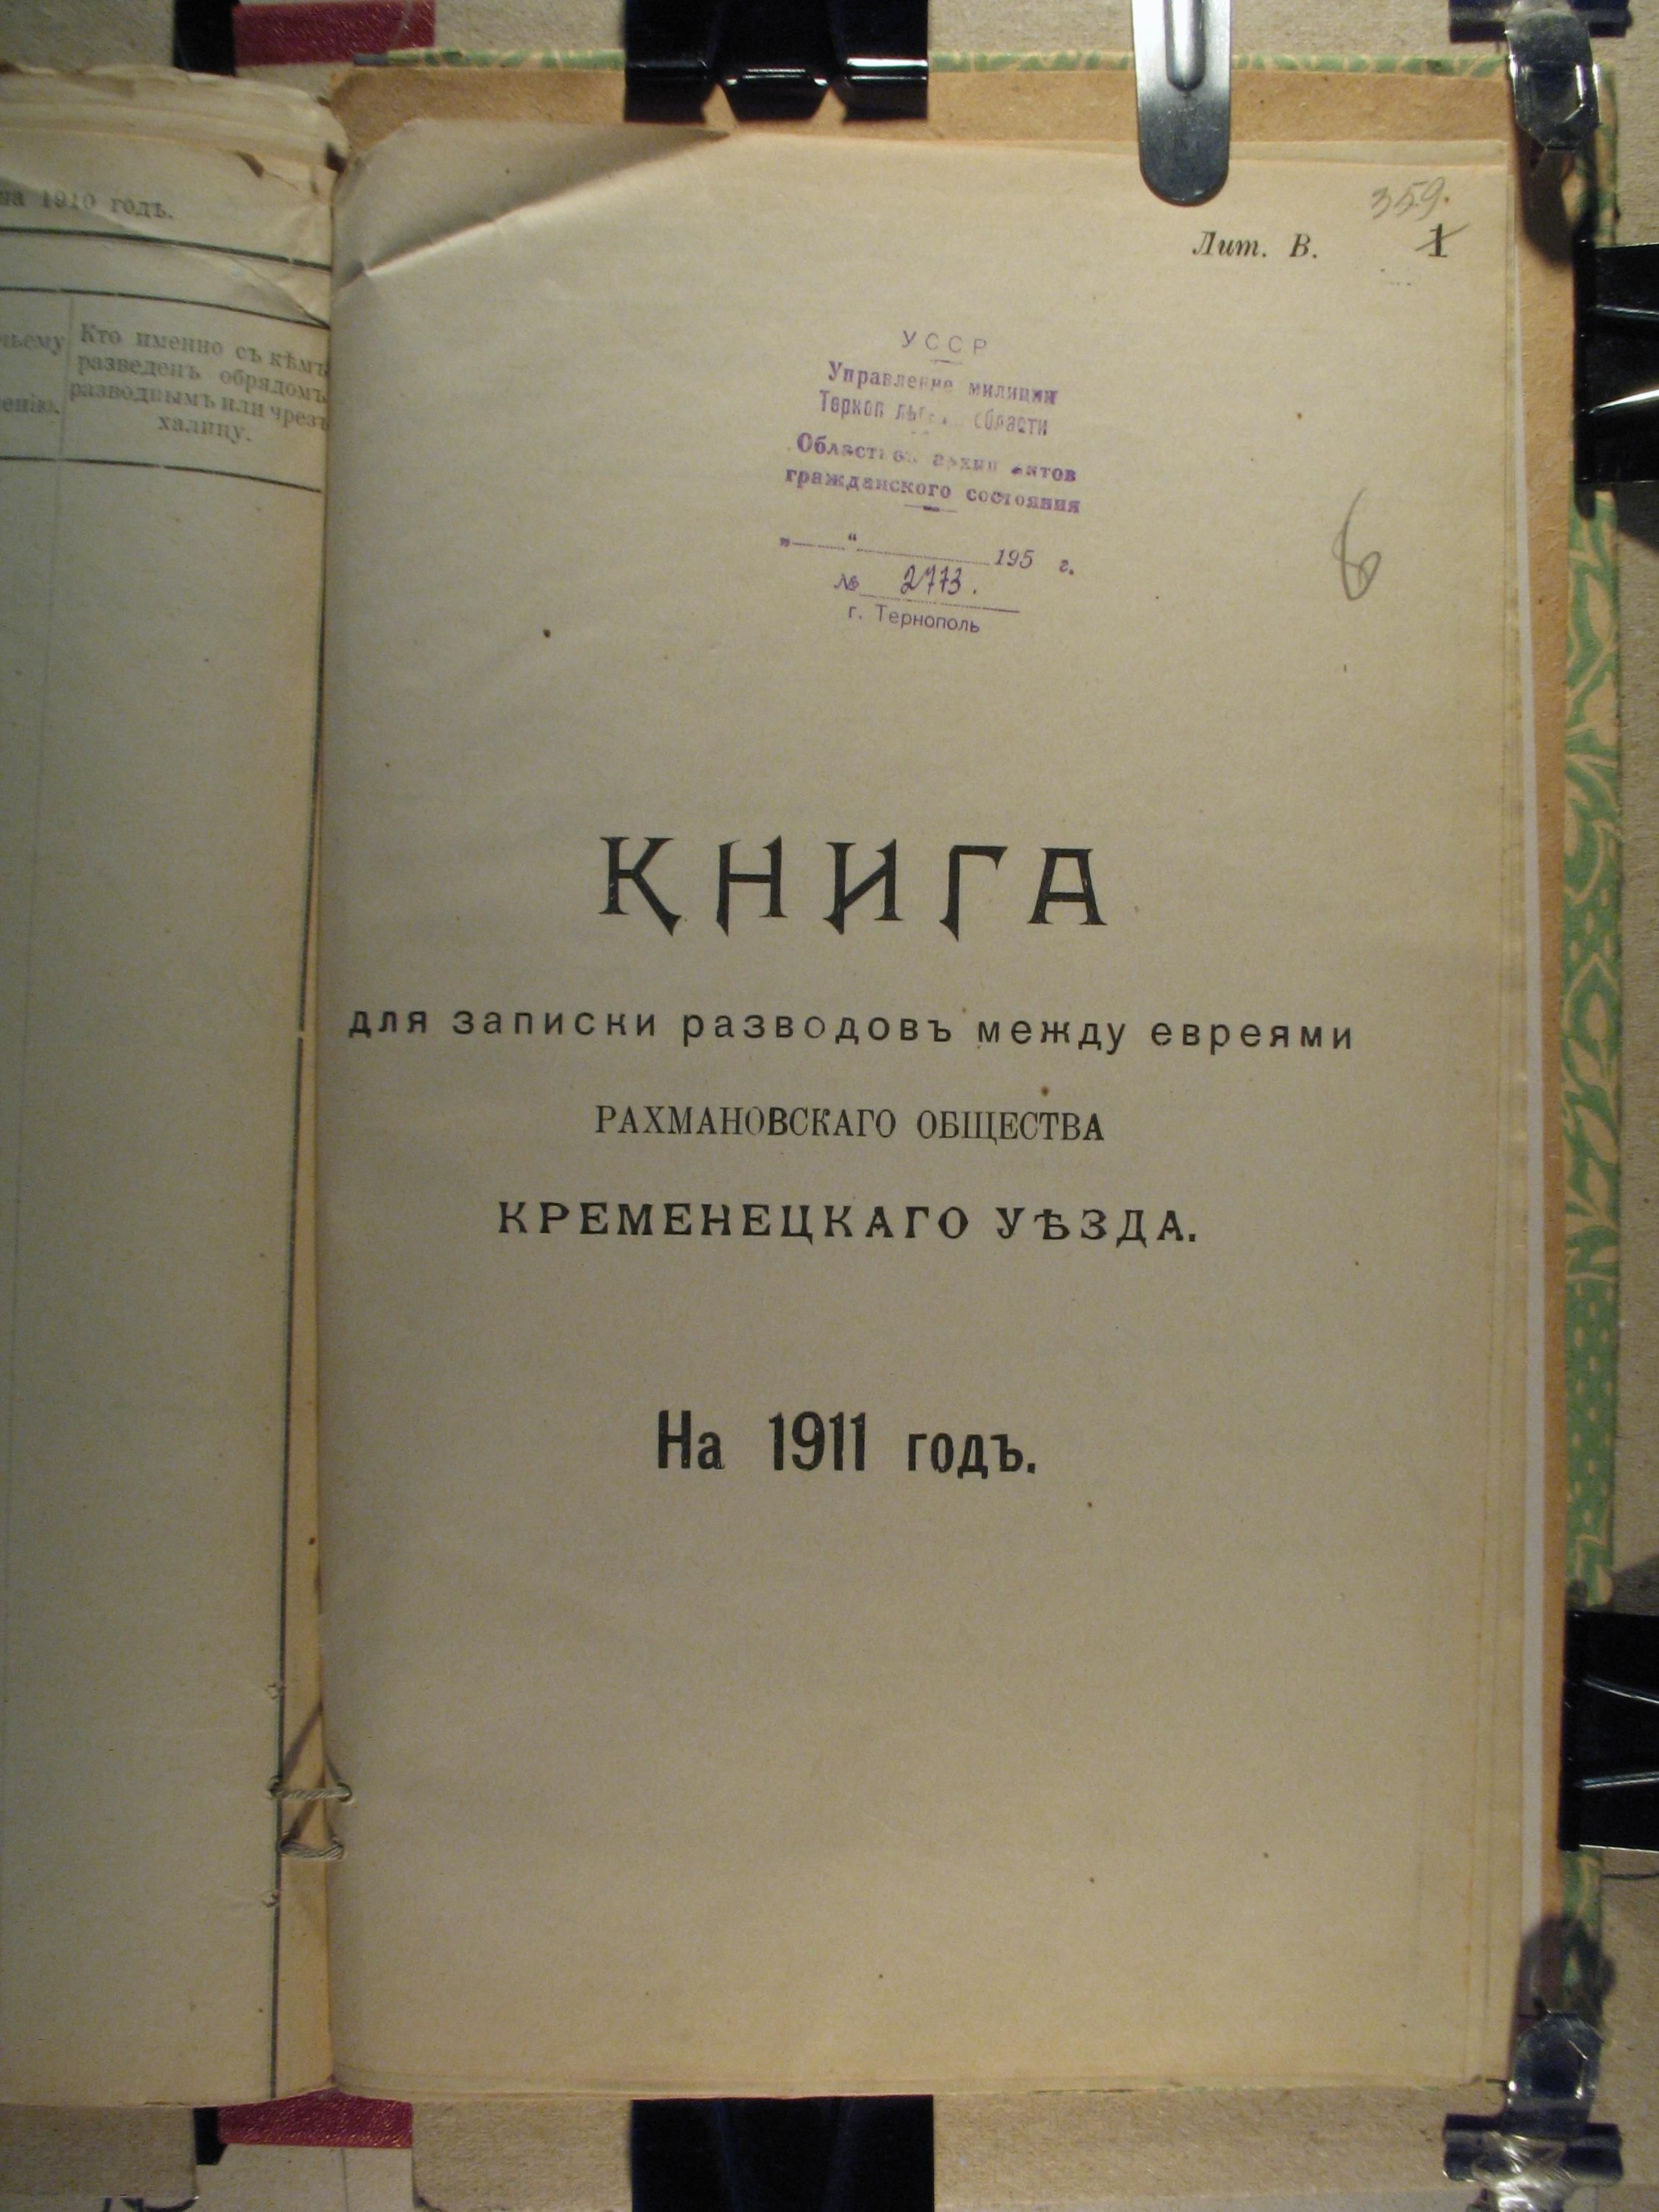 на 1910 годъ.
Кто именно съ кѣмъ
разведенъ обрядомъ
разводнымъ или чрезъ
халицу.
359.
Лит. В. 1
УССР
Управление милиции
области
архив актов
гражданского состояния
„ “ 195 г.
№ 2773.
г. Тернополь
6
КНИГА
для записки разводовъ между евреями
РАХМАНОВСКАГО ОБЩЕСТВА
КРЕМЕНЕЦКАГО УѢЗДА.
На 1911 годъ.